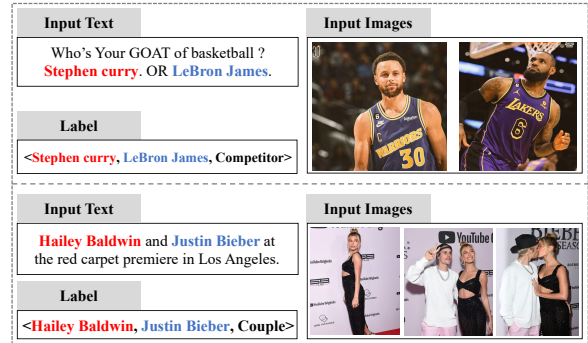 Input Text
Who's Your GOAT of basketball ?
Stephen curry. OR LeBron James.
Label
<Stephen curry, LeBron James, Competitor>
Input Images
WARRIORS
30
LAKERS
6
Input Text
Hailey Baldwin and Justin Bieber at
the red carpet premiere in Los Angeles.
Label
<Hailey Baldwin, Justin Bieber, Couple>
Input Images
YouTube